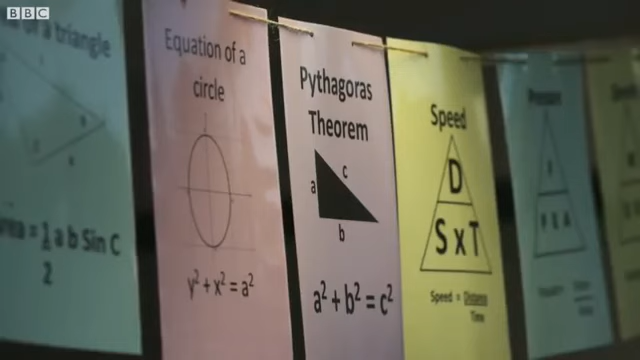 BBC
of a triangle
= 1 a b Sin C
2
Equation of a
circle
y² + x² = a²
Pythagoras
Theorem
a
c
b
a² + b² = c²
Speed
D
S x T
Speed = Distance
Time
Pressure
F
P x A